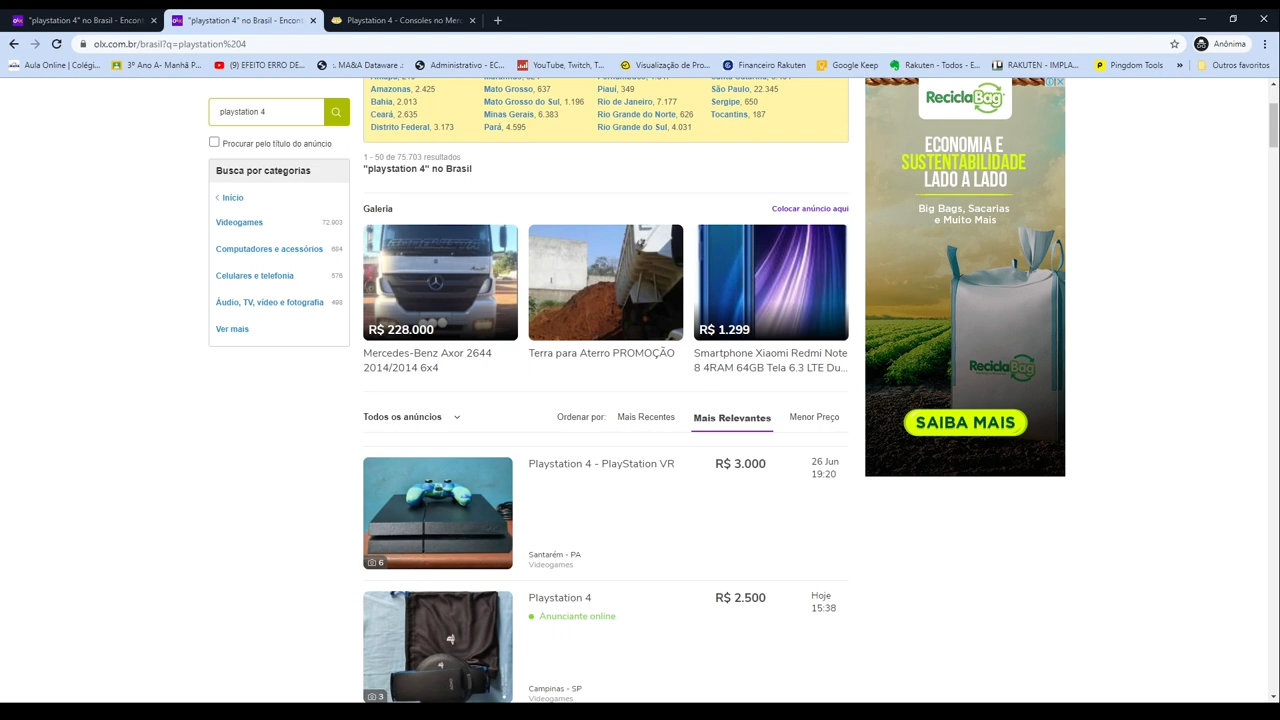 "playstation 4" no Brasil - Encont
"playstation 4" no Brasil - Encont
Playstation 4 - Consoles no Merc
olx.com.br/brasil?q=playstation%204
Anônima
Aula Online | Colégi...
3º Ano A- Manhã P...
(9) EFEITO ERRO DE...
:. MA&A Dataware .:
Administrativo - EC...
YouTube, Twitch, T...
Visualização de Pro...
Financeiro Rakuten
Google Keep
Rakuten - Todos - E...
RAKUTEN - IMPLA...
Pingdom Tools
»
Outros favoritos
Amazonas, 2.425
Bahia, 2.013
Ceará, 2.635
Distrito Federal, 3.173
Mato Grosso, 637
Mato Grosso do Sul, 1.196
Minas Gerais, 6.383
Pará, 4.595
Piauí, 349
Rio de Janeiro, 7.177
Rio Grande do Norte, 626
Rio Grande do Sul, 4.031
São Paulo, 22.345
Sergipe, 650
Tocantins, 187
playstation 4
Procurar pelo título do anúncio
Busca por categorias
Início
Videogames 72.903
Computadores e acessórios 684
Celulares e telefonia 576
Áudio, TV, vídeo e fotografia 498
Ver mais
1 - 50 de 75.703 resultados
"playstation 4" no Brasil
Galeria
Colocar anúncio aqui
R$ 228.000
Mercedes-Benz Axor 2644
2014/2014 6x4
Terra para Aterro PROMOÇÃO
R$ 1.299
Smartphone Xiaomi Redmi Note
8 4RAM 64GB Tela 6.3 LTE Du...
Todos os anúncios
Ordenar por: Mais Recentes Mais Relevantes Menor Preço
Playstation 4 - PlayStation VR
R$ 3.000
26 Jun
19:20
6
Santarém - PA
Videogames
Playstation 4
Anunciante online
R$ 2.500
Hoje
15:38
3
Campinas - SP
Videogames
ReciclaBag
ECONOMIA E
SUSTENTABILIDADE
LADO A LADO
Big Bags, Sacarias
e Muito Mais
ReciclaBag
SAIBA MAIS